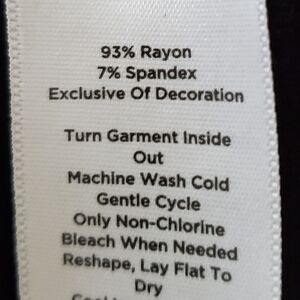 93% Rayon
7% Spandex
Exclusive Of Decoration
Turn Garment Inside
Out
Machine Wash Cold
Gentle Cycle
Only Non-Chlorine
Bleach When Needed
Reshape, Lay Flat To
Dry